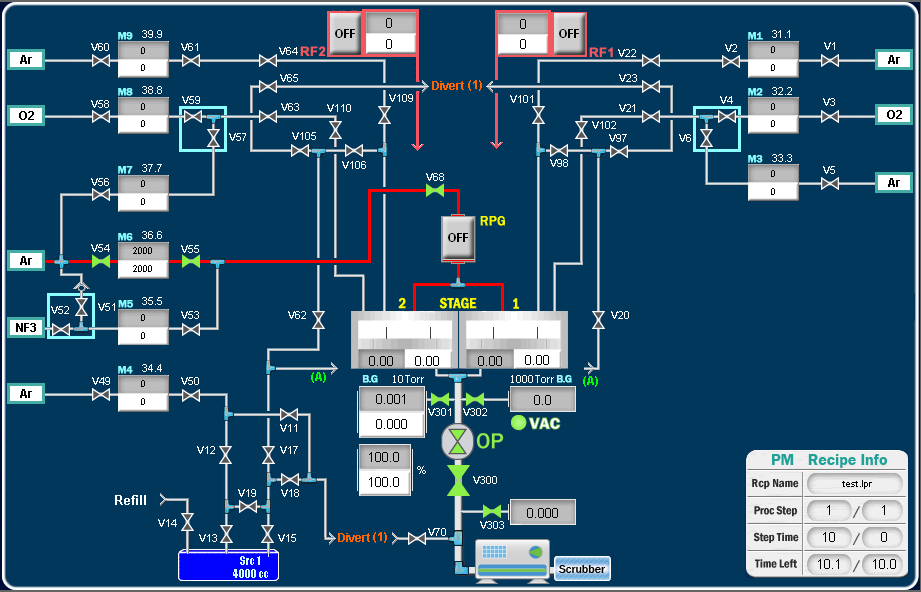 M9 39.9
V60
0
0
V61
Ar
V64
RF2
OFF
0
0
0
0
OFF
RF1
V22
V2
M1 31.1
0
0
V1
Ar
V65
Divert (1)
V23
M8 38.8
V58
0
0
V59
O2
V63
V110
V109
V101
V102
V21
V4
M2 32.2
0
0
V3
O2
V57
V105
V106
V98
V97
V6
M3 33.3
0
0
V5
Ar
M7 37.7
V56
0
0
V68
RPG
OFF
M6 36.6
V54
2000
2000
V55
Ar
V52
V51
M5 35.5
0
0
V53
NF3
V62
2 STAGE 1
V20
0.00 0.00
0.00 0.00
(A)
(A)
M4 34.4
V49
0
0
V50
Ar
B.G 10Torr
1000Torr B.G
0.001
0.000
V301
V302
0.0
VAC
V11
OP
V12
V17
100.0
100.0
%
V18
V300
PM Recipe Info
Rcp Name test.lpr
Proc Step 1 / 1
Step Time 10 / 0
Time Left 10.1 / 10.0
Refill
V19
V14
V303
0.000
V13
V15
Divert (1)
V70
Src 1
4000 cc
Scrubber